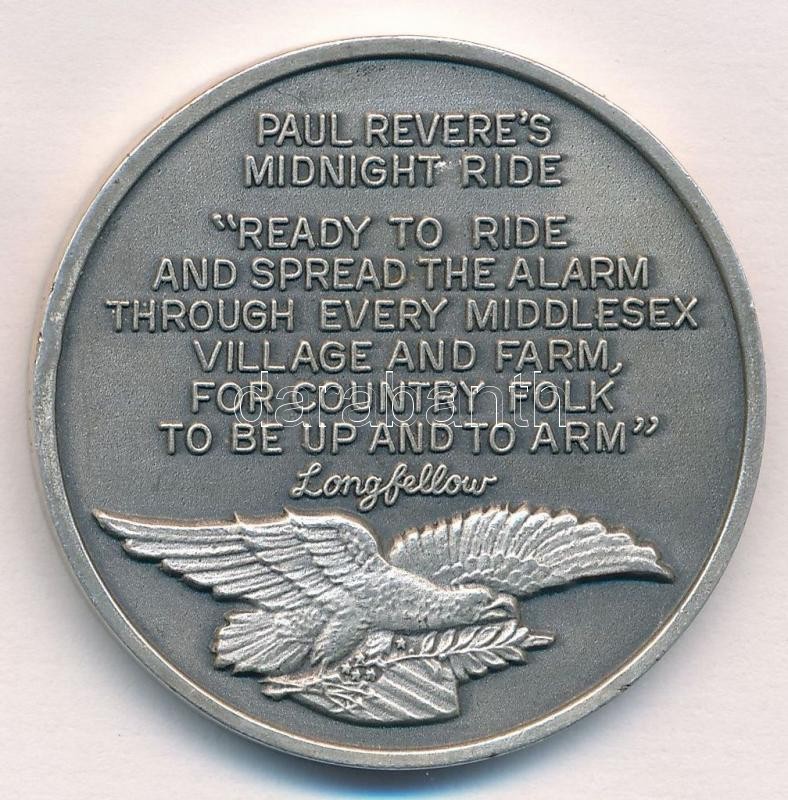 PAUL REVERE'S
MIDNIGHT RIDE
"READY TO RIDE
AND SPREAD THE ALARM
THROUGH EVERY MIDDLESEX
VILLAGE AND FARM,
FOR COUNTRY FOLK
TO BE UP AND TO ARM"
Longfellow
darabanth